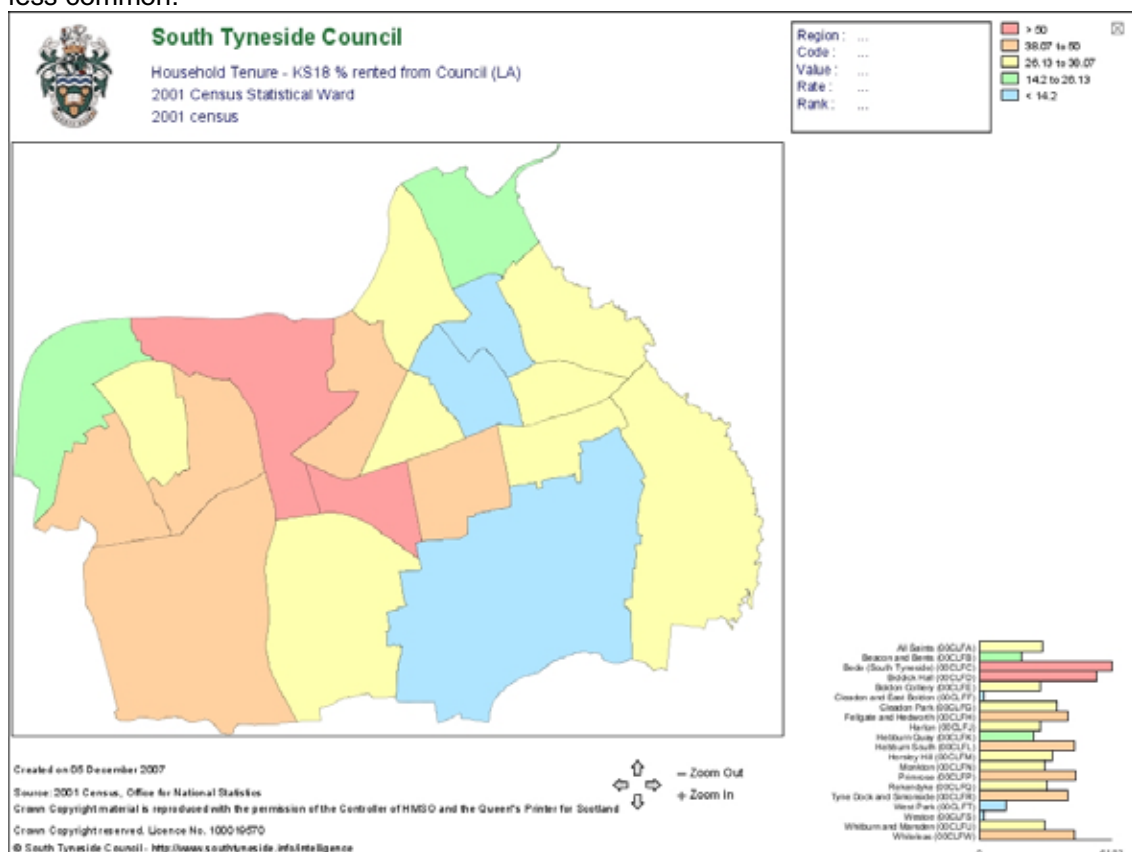 less common.
South Tyneside Council
Household Tenure - KS18 % rented from Council (LA)
2001 Census Statistical Ward
2001 census
Region : ...
Code : ...
Value : ...
Rate : ...
Rank : ...
> 50
38.07 to 50
26.13 to 38.07
14.2 to 26.13
< 14.2
All Saints (00CLFA)
Beacon and Bents (00CLFB)
Bede (South Tyneside) (00CLFC)
Biddick Hall (00CLFD)
Boldon Colliery (00CLFE)
Cleadon and East Boldon (00CLFF)
Cleadon Park (00CLFG)
Fellgate and Hedworth (00CLFH)
Harton (00CLFJ)
Hebburn Quay (00CLFK)
Hebburn South (00CLFL)
Horsley Hill (00CLFM)
Monkton (00CLFN)
Primrose (00CLFP)
Rekendyke (00CLFQ)
Tyne Dock and Simonside (00CLFR)
West Park (00CLFT)
Westoe (00CLFS)
Whitburn and Marsden (00CLFU)
Whiteleas (00CLFW)
Created on 05 December 2007
Source: 2001 Census, Office for National Statistics
Crown Copyright material is reproduced with the permission of the Controller of HMSO and the Queen's Printer for Scotland
Crown Copyright reserved. Licence No. 100019570
© South Tyneside Council - http://www.southtyneside.info/intelligence
– Zoom Out
+ Zoom In